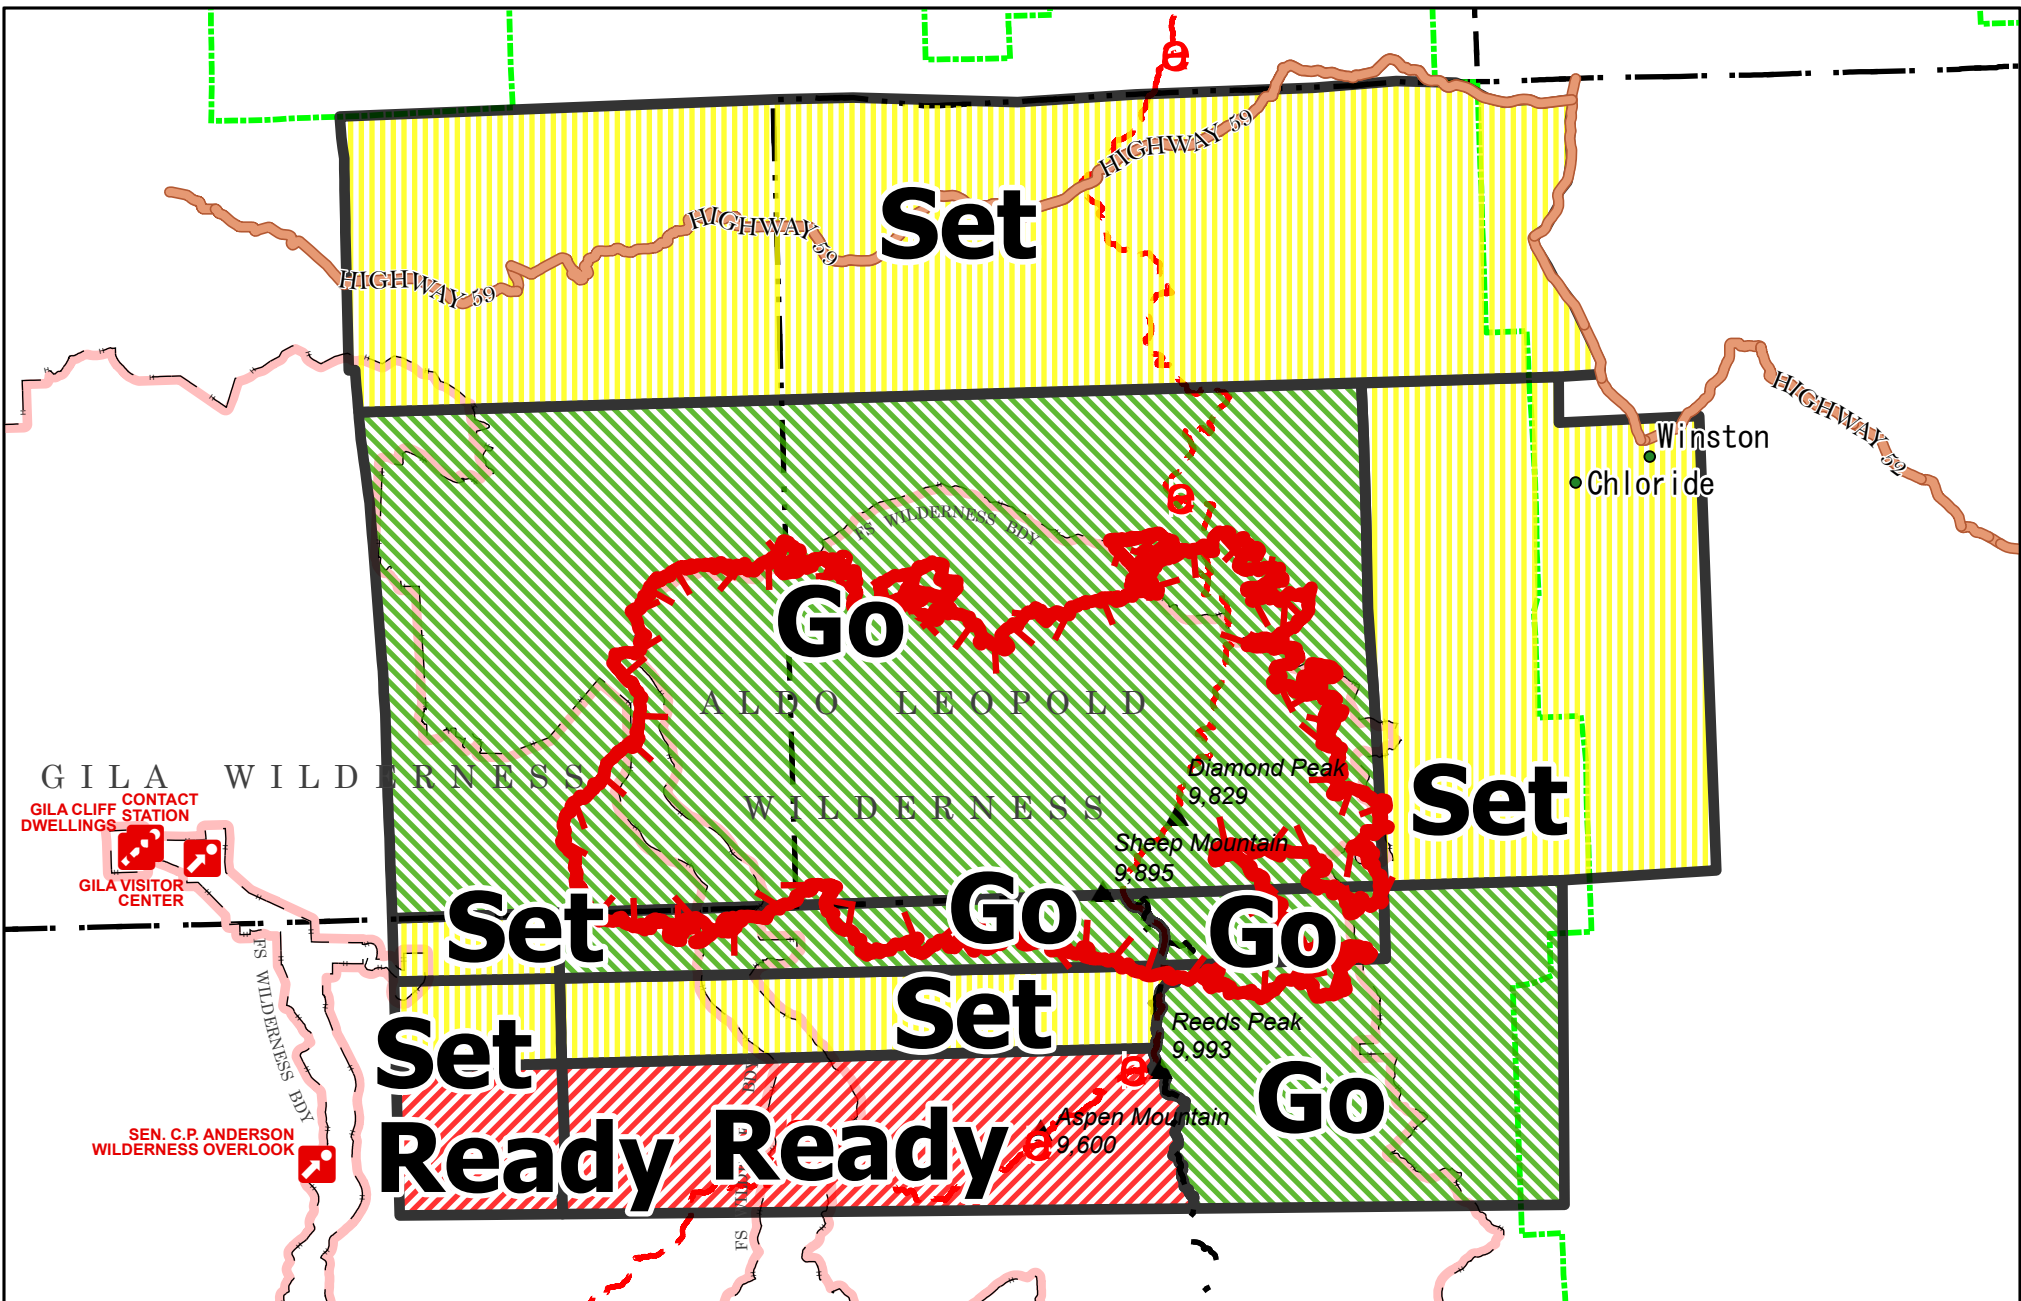 HIGHWAY 59
Set
HIGHWAY 59
HIGHWAY 59
HIGHWAY 52
Winston
Chloride
FS WILDERNESS BDY
Go
ALDO LEOPOLD
WILDERNESS
GILA WILDERNESS
Diamond Peak
9,829
Set
Sheep Mountain
9,895
GILA CLIFF
DWELLINGS
CONTACT
STATION
GILA VISITOR
CENTER
Set
Go
Go
FS WILDERNESS BDY
Set
Set
Reeds Peak
9,993
Go
Ready
Ready
Aspen Mountain
9,600
SEN. C.P. ANDERSON
WILDERNESS OVERLOOK